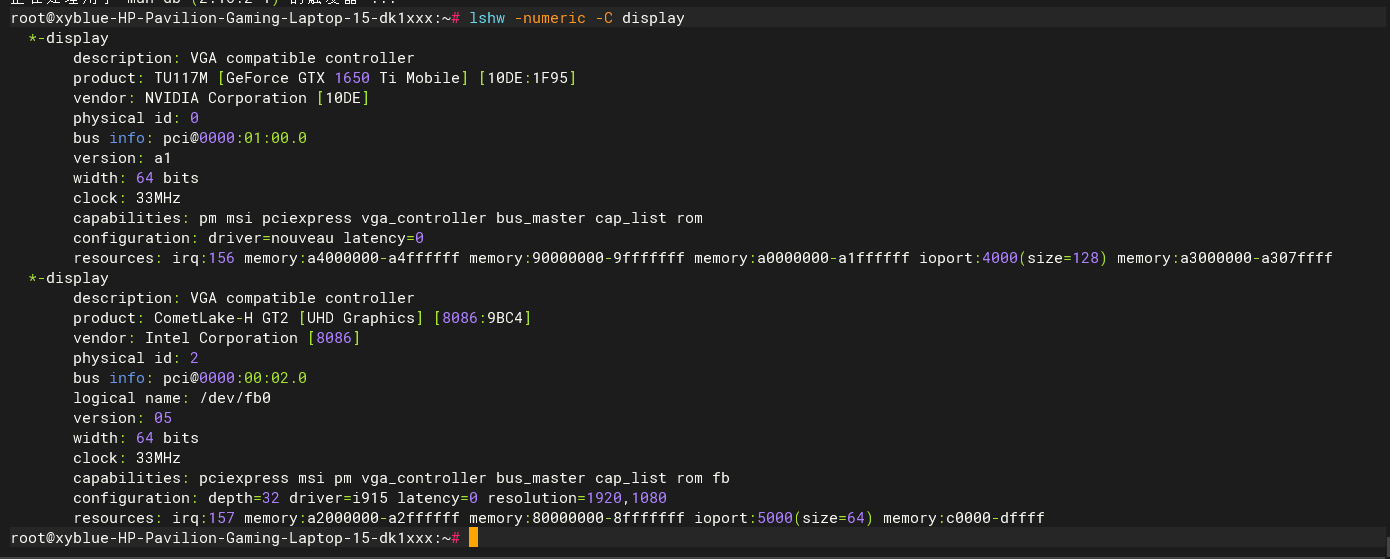 root@xyblue-HP-Pavilion-Gaming-Laptop-15-dk1xxx:~# lshw -numeric -C display
*-display
description: VGA compatible controller
product: TU117M [GeForce GTX 1650 Ti Mobile] [10DE:1F95]
vendor: NVIDIA Corporation [10DE]
physical id: 0
bus info: pci@0000:01:00.0
version: a1
width: 64 bits
clock: 33MHz
capabilities: pm msi pciexpress vga_controller bus_master cap_list rom
configuration: driver=nouveau latency=0
resources: irq:156 memory:a4000000-a4ffffff memory:90000000-9fffffff memory:a0000000-a1ffffff ioport:4000(size=128) memory:a3000000-a307ffff
*-display
description: VGA compatible controller
product: CometLake-H GT2 [UHD Graphics] [8086:9BC4]
vendor: Intel Corporation [8086]
physical id: 2
bus info: pci@0000:00:02.0
logical name: /dev/fb0
version: 05
width: 64 bits
clock: 33MHz
capabilities: pciexpress msi pm vga_controller bus_master cap_list rom fb
configuration: depth=32 driver=i915 latency=0 resolution=1920,1080
resources: irq:157 memory:a2000000-a2ffffff memory:80000000-8fffffff ioport:5000(size=64) memory:c0000-dffff
root@xyblue-HP-Pavilion-Gaming-Laptop-15-dk1xxx:~#